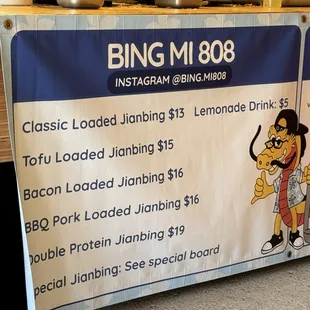 BING MI 808
INSTAGRAM @BING.MI808
Classic Loaded Jianbing $13 Lemonade Drink: $5
Tofu Loaded Jianbing $15
Bacon Loaded Jianbing $16
BBQ Pork Loaded Jianbing $16
Double Protein Jianbing $19
Special Jianbing: See special board